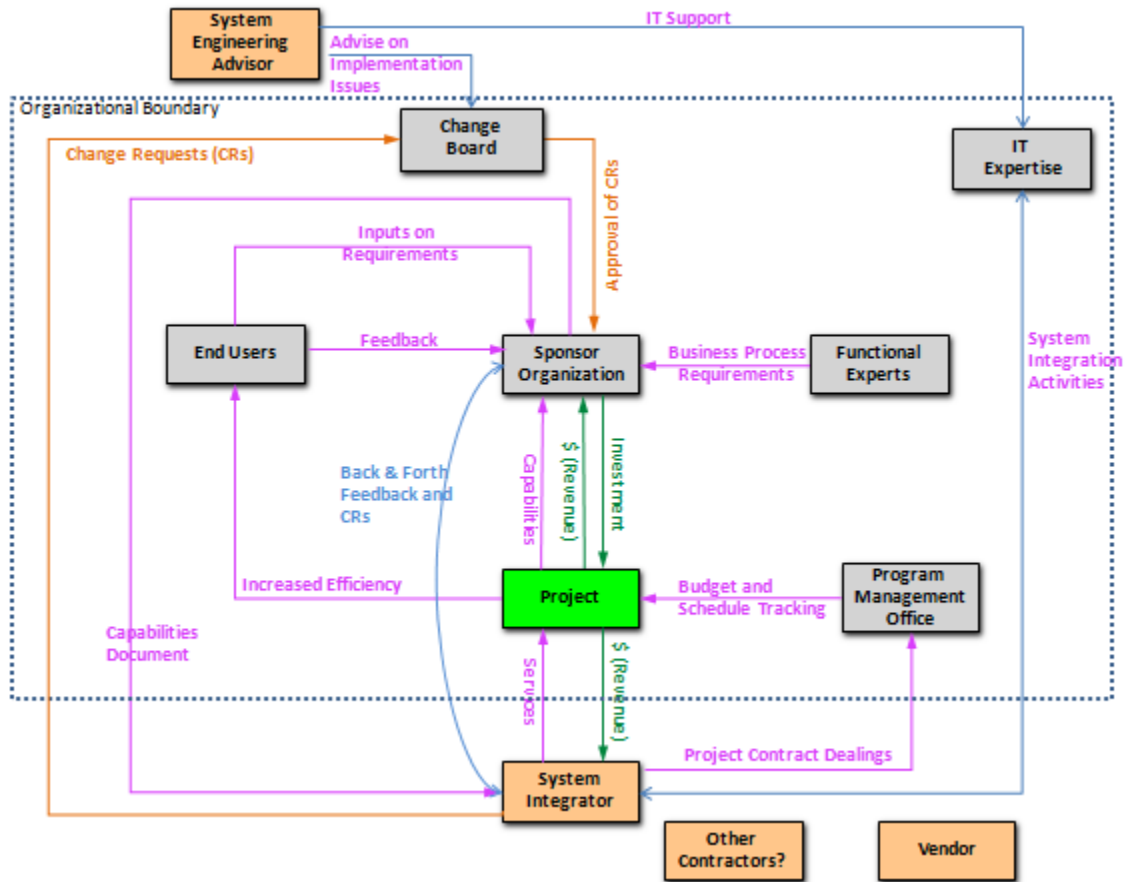 System
Engineering
Advisor
IT Support
Advise on
Implementation
Issues
Organizational Boundary
Change
Board
IT
Expertise
Change Requests (CRs)
Approval of CRs
Inputs on
Requirements
End Users
Feedback
Sponsor
Organization
Business Process
Requirements
Functional
Experts
System
Integration
Activities
Back & Forth
Feedback and
CRs
Capabilities
$ (Revenue)
Investment
Increased Efficiency
Project
Budget and
Schedule Tracking
Program
Management
Office
Capabilities
Document
Services
$ (Revenue)
Project Contract Dealings
System
Integrator
Other
Contractors?
Vendor